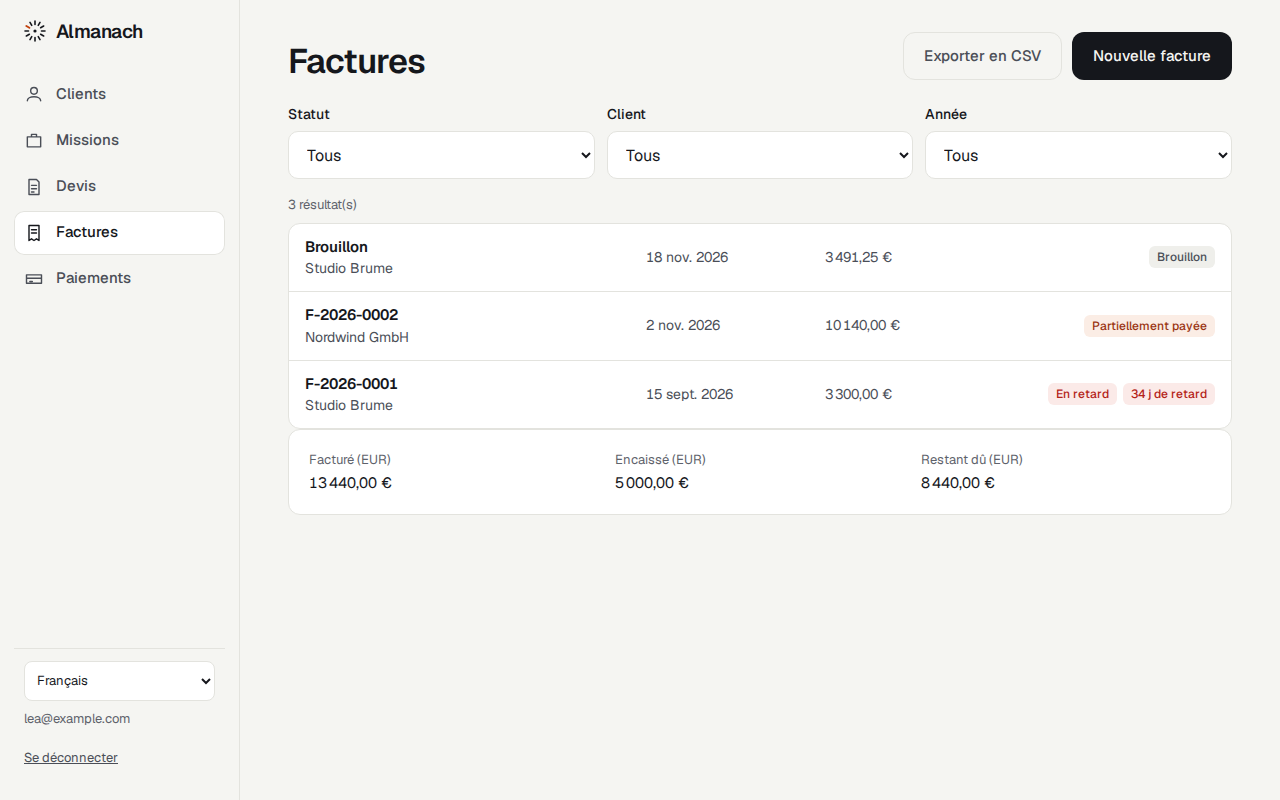 Almanach
Clients
Missions
Devis
Factures
Paiements
Français
lea@example.com
Se déconnecter
Factures
Exporter en CSV
Nouvelle facture
Statut
Client
Année
Tous
Tous
Tous
3 résultat(s)
Brouillon
Studio Brume
18 nov. 2026
3 491,25 €
Brouillon
F-2026-0002
Nordwind GmbH
2 nov. 2026
10 140,00 €
Partiellement payée
F-2026-0001
Studio Brume
15 sept. 2026
3 300,00 €
En retard
34 j de retard
Facturé (EUR)
13 440,00 €
Encaissé (EUR)
5 000,00 €
Restant dû (EUR)
8 440,00 €